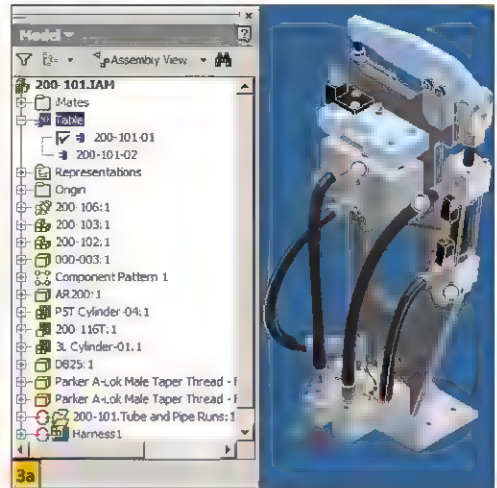 Model
Assembly View
200-101.IAM
iMates
Table
200-101-01
200-101-02
Representations
Origin
200-106:1
200-103:1
200-102:1
000-003:1
Component Pattern 1
AR200:1
PST Cylinder-04:1
200-116T:1
3L Cylinder-01:1
DB25:1
Parker A-Lok Male Taper Thread - F
Parker A-Lok Male Taper Thread - F
200-101.Tube and Pipe Runs:1
Harness1
3a